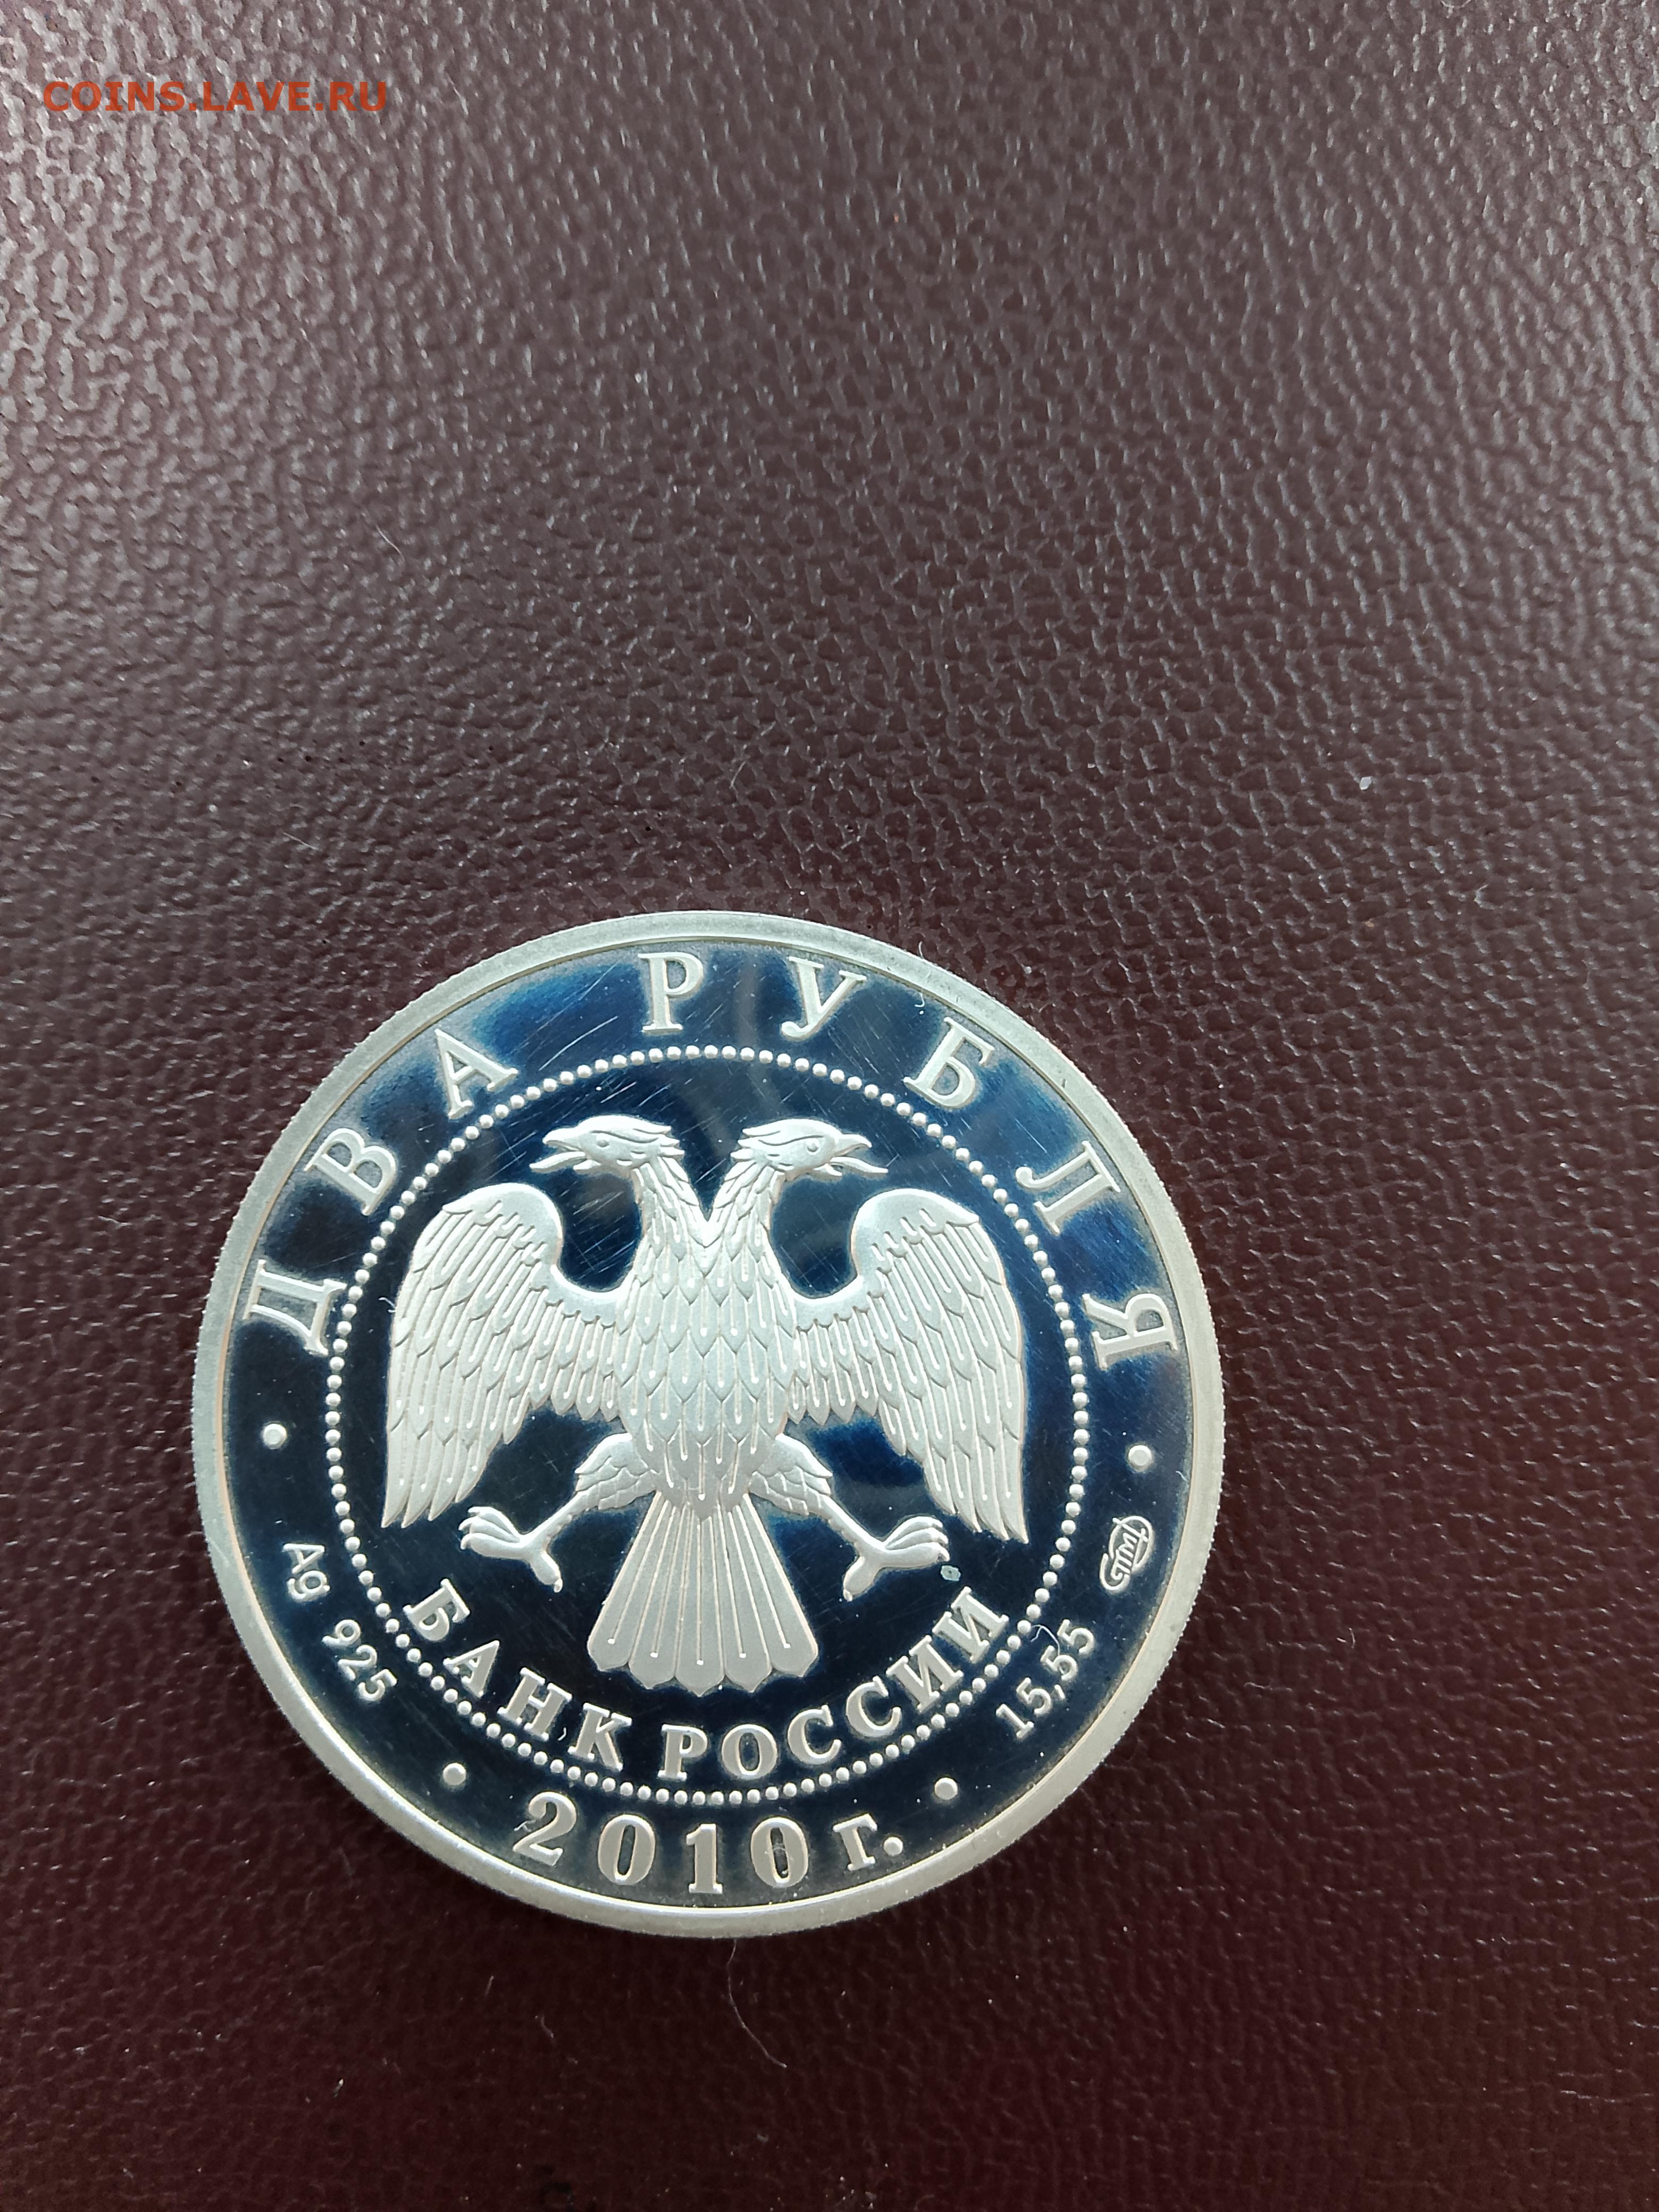 COINS.LAVE.RU
ДВА РУБЛЯ
Ag 925
БАНК РОССИИ
15,55
2010 г.